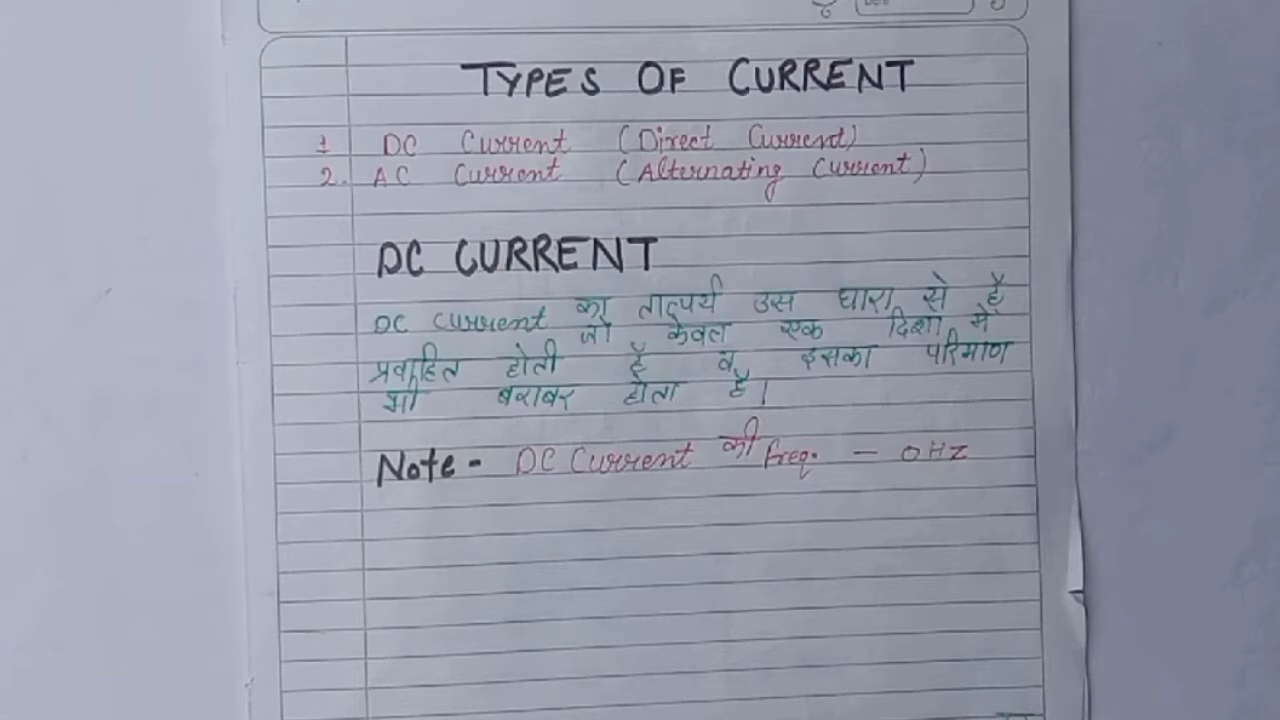 TYPES OF CURRENT
1 DC Current (Direct Current)
2. AC Current (Alternating Current)
DC CURRENT
DC current का तात्पर्य उस धारा से है
जो केवल एक दिशा में
प्रवाहित होती है व इसका परिमाण
भी बराबर होता है।
Note - DC Current की freq. - 0HZ